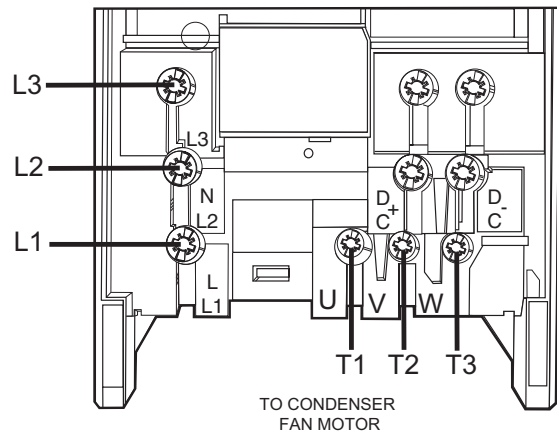 L3
L3
L2
N
L2
D
C
+
D
C
-
L1
L
L1
U
V
W
T1
T2
T3
TO CONDENSER
FAN MOTOR